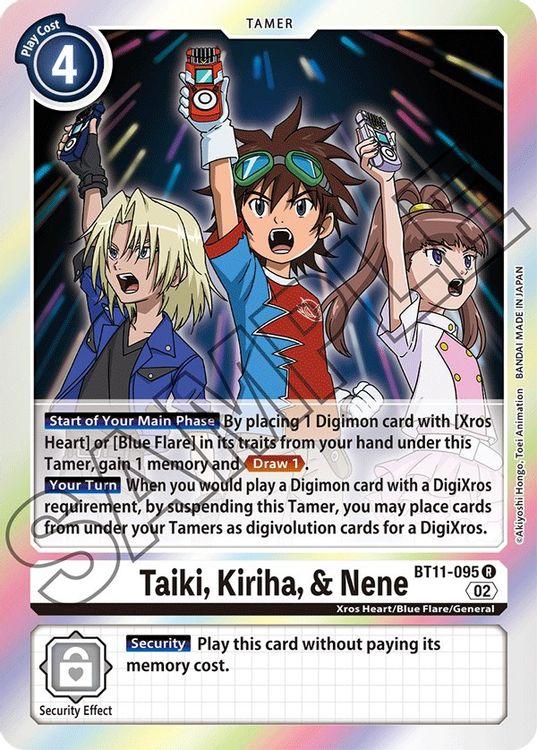 TAMER
Play Cost
4
Start of Your Main Phase By placing 1 Digimon card with [Xros
Heart] or [Blue Flare] in its traits from your hand under this
Tamer, gain 1 memory and Draw 1.
Your Turn When you would play a Digimon card with a DigiXros
requirement, by suspending this Tamer, you may place cards
from under your Tamers as digivolution cards for a DigiXros.
©Akiyoshi Hongo, Toei Animation BANDAI MADE IN JAPAN
SAMPLE
Taiki, Kiriha, & Nene
BT11-095 R
02
Xros Heart/Blue Flare/General
Security Play this card without paying its
memory cost.
Security Effect